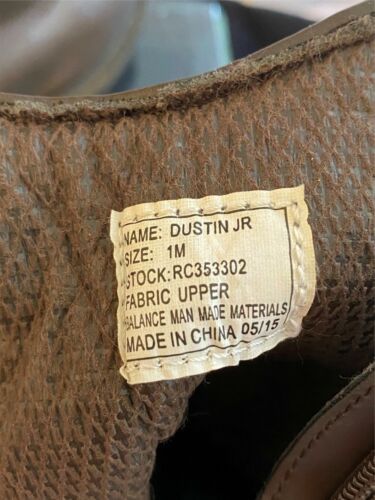 NAME: DUSTIN JR
SIZE: 1M
STOCK:RC353302
FABRIC UPPER
BALANCE MAN MADE MATERIALS
MADE IN CHINA 05/15